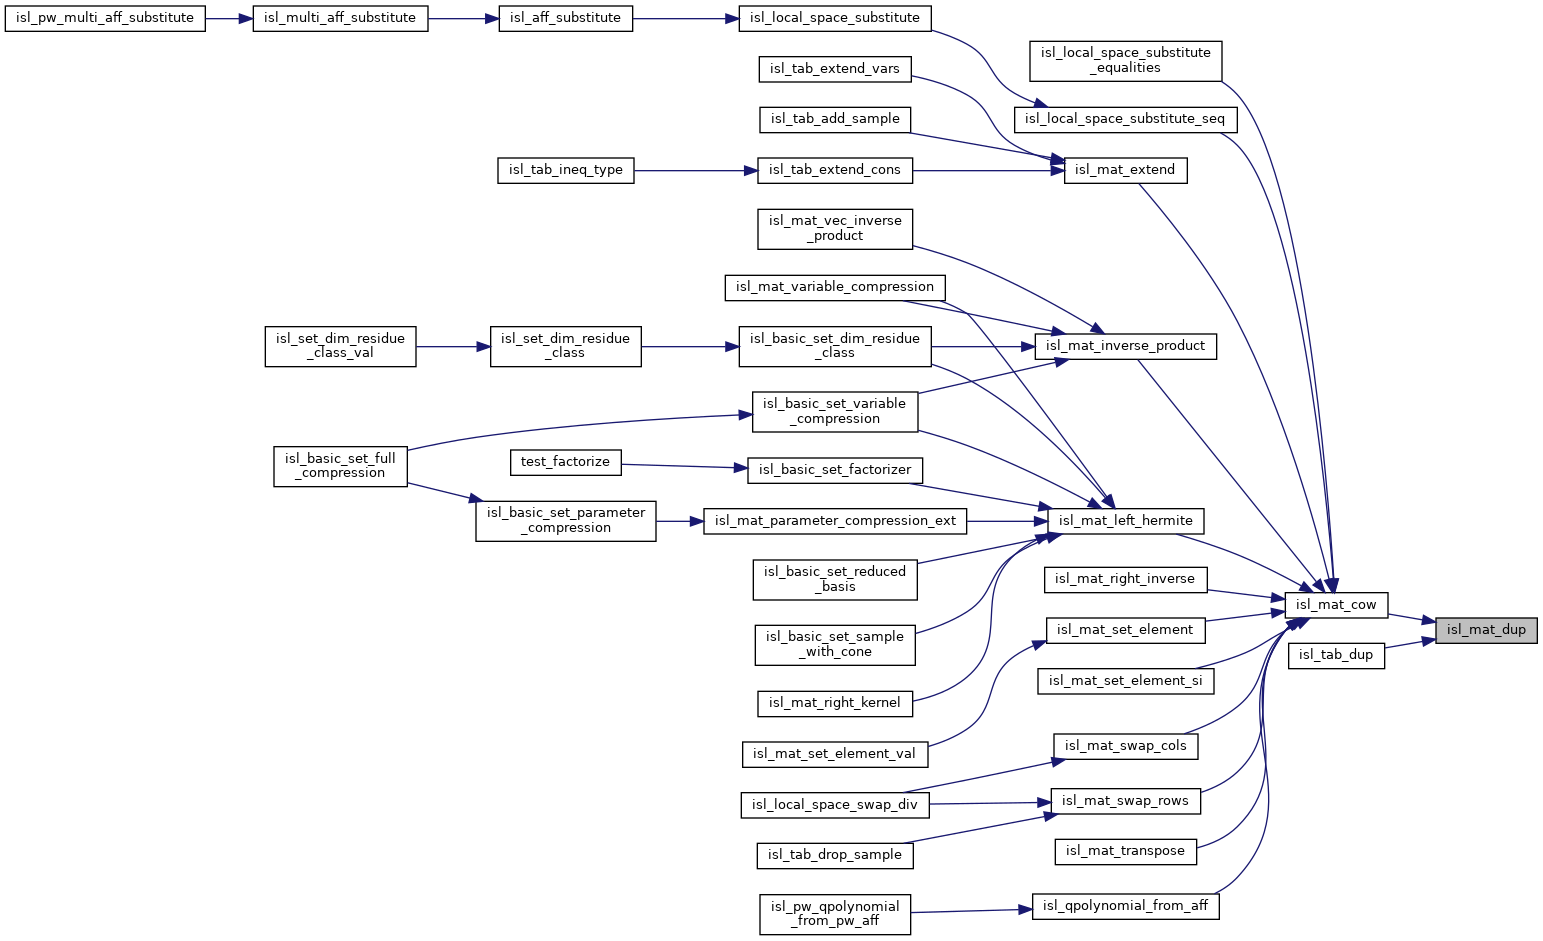 isl_pw_multi_aff_substitute
isl_multi_aff_substitute
isl_aff_substitute
isl_local_space_substitute
isl_local_space_substitute
_equalities
isl_tab_extend_vars
isl_tab_add_sample
isl_local_space_substitute_seq
isl_tab_ineq_type
isl_tab_extend_cons
isl_mat_extend
isl_mat_vec_inverse
_product
isl_mat_variable_compression
isl_set_dim_residue
_class_val
isl_set_dim_residue
_class
isl_basic_set_dim_residue
_class
isl_mat_inverse_product
isl_basic_set_variable
_compression
isl_basic_set_full
_compression
test_factorize
isl_basic_set_factorizer
isl_basic_set_parameter
_compression
isl_mat_parameter_compression_ext
isl_mat_left_hermite
isl_basic_set_reduced
_basis
isl_mat_right_inverse
isl_mat_cow
isl_mat_dup
isl_basic_set_sample
_with_cone
isl_mat_set_element
isl_tab_dup
isl_mat_set_element_si
isl_mat_right_kernel
isl_mat_set_element_val
isl_mat_swap_cols
isl_local_space_swap_div
isl_mat_swap_rows
isl_tab_drop_sample
isl_mat_transpose
isl_pw_qpolynomial
_from_pw_aff
isl_qpolynomial_from_aff